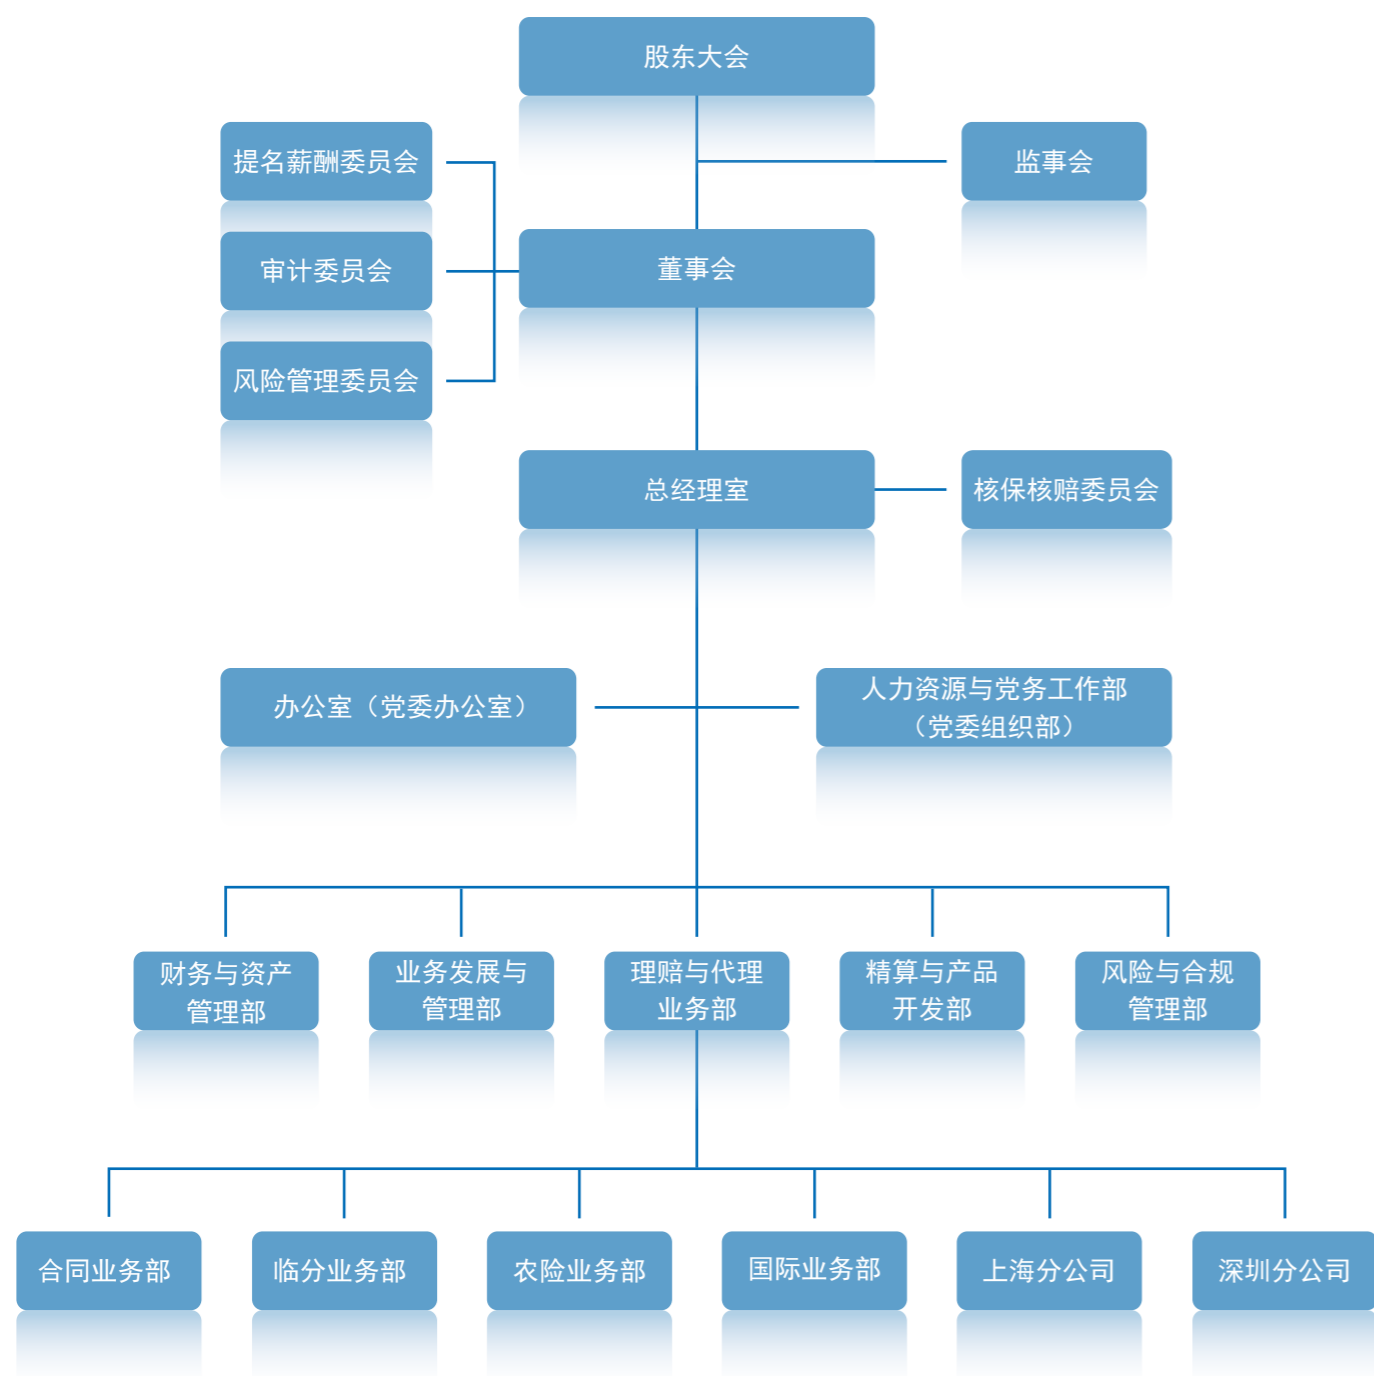 股东大会
提名薪酬委员会
监事会
审计委员会
董事会
风险管理委员会
总经理室
核保核赔委员会
办公室（党委办公室）
人力资源与党务工作部
（党委组织部）
财务与资产
管理部
业务发展与
管理部
理赔与代理
业务部
精算与产品
开发部
风险与合规
管理部
合同业务部
临分业务部
农险业务部
国际业务部
上海分公司
深圳分公司